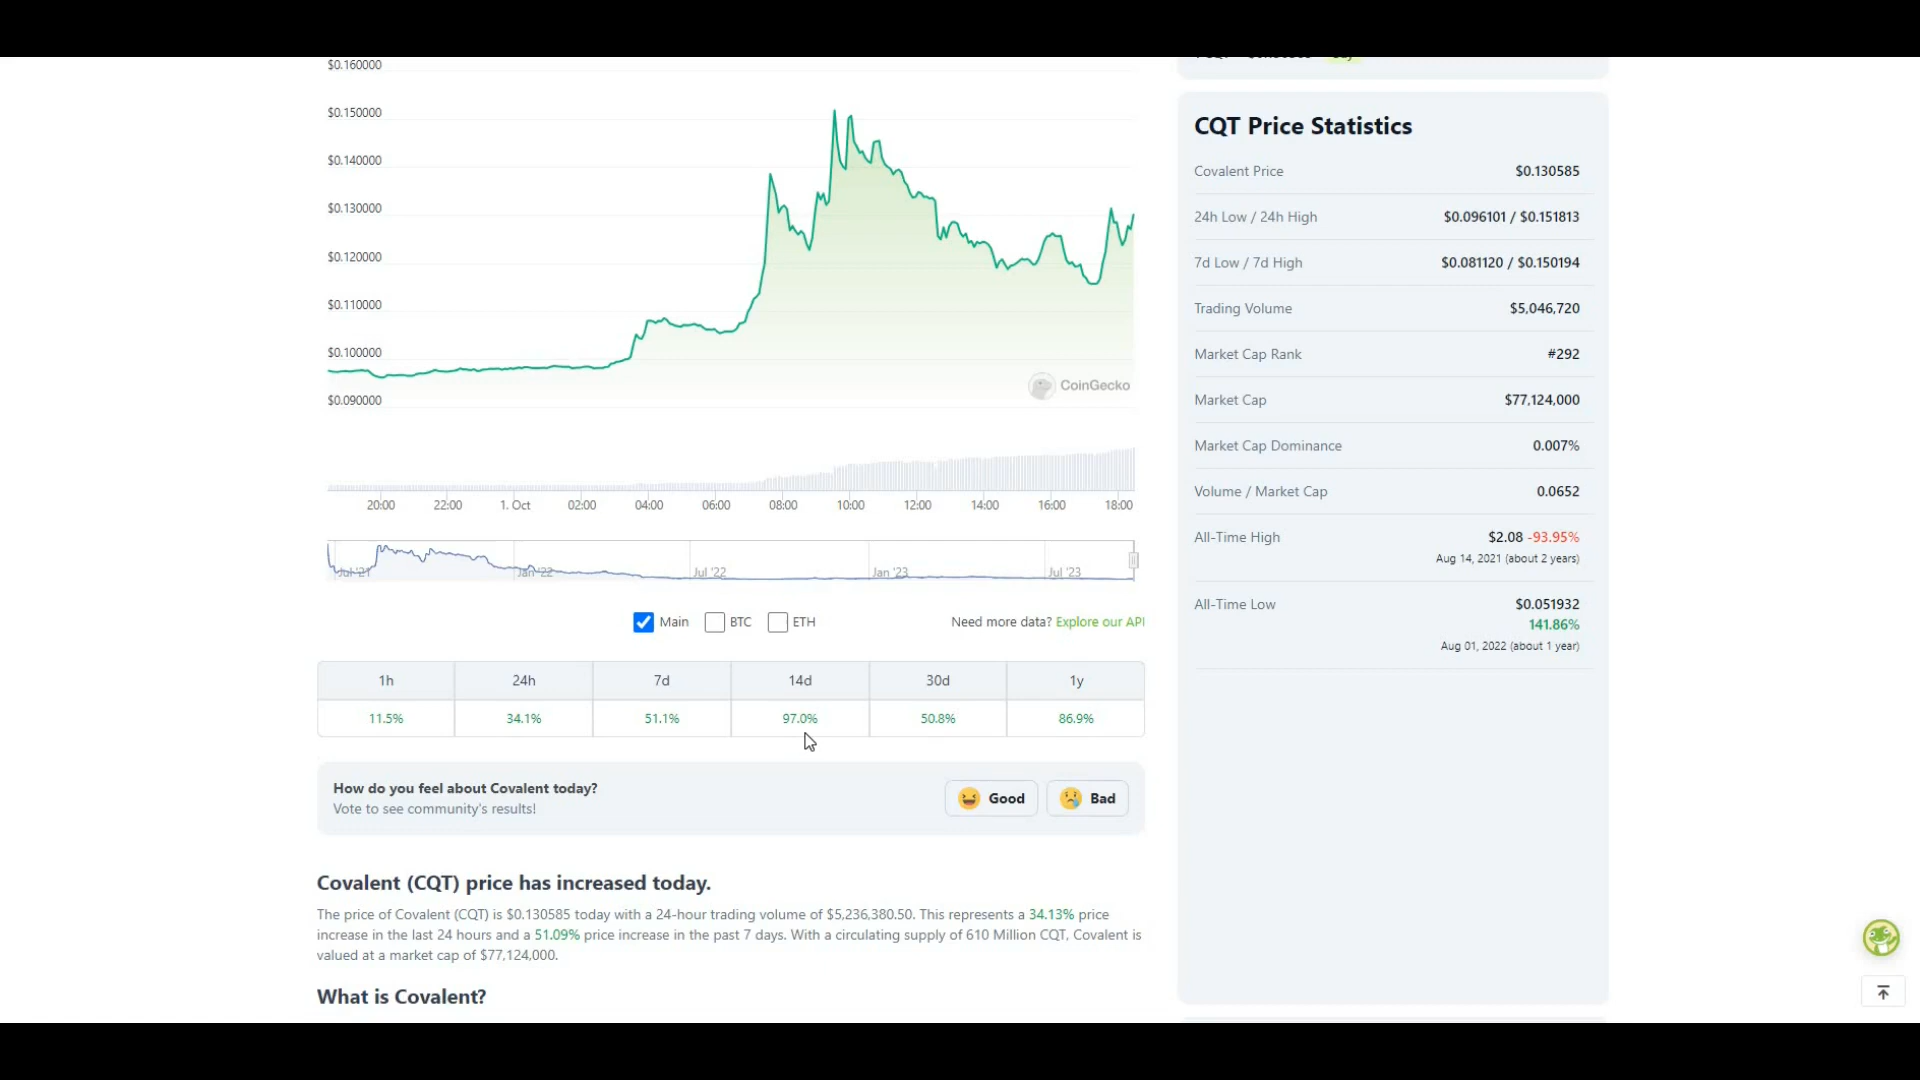 $0.160000
$0.150000
$0.140000
$0.130000
$0.120000
$0.110000
$0.100000
$0.090000
CoinGecko
20:00 22:00 1. Oct 02:00 04:00 06:00 08:00 10:00 12:00 14:00 16:00 18:00
Jul '21 Jan '22 Jul '22 Jan '23 Jul '23
Main BTC ETH Need more data? Explore our API
1h 24h 7d 14d 30d 1y
11.5% 34.1% 51.1% 97.0% 50.8% 86.9%
How do you feel about Covalent today?
Vote to see community's results!
Good Bad
Covalent (CQT) price has increased today.
The price of Covalent (CQT) is $0.130585 today with a 24-hour trading volume of $5,236,380.50. This represents a 34.13% price
increase in the last 24 hours and a 51.09% price increase in the past 7 days. With a circulating supply of 610 Million CQT, Covalent is
valued at a market cap of $77,124,000.
What is Covalent?
CQT Price Statistics
Covalent Price $0.130585
24h Low / 24h High $0.096101 / $0.151813
7d Low / 7d High $0.081120 / $0.150194
Trading Volume $5,046,720
Market Cap Rank #292
Market Cap $77,124,000
Market Cap Dominance 0.007%
Volume / Market Cap 0.0652
All-Time High $2.08 -93.95%
Aug 14, 2021 (about 2 years)
All-Time Low $0.051932
141.86%
Aug 01, 2022 (about 1 year)